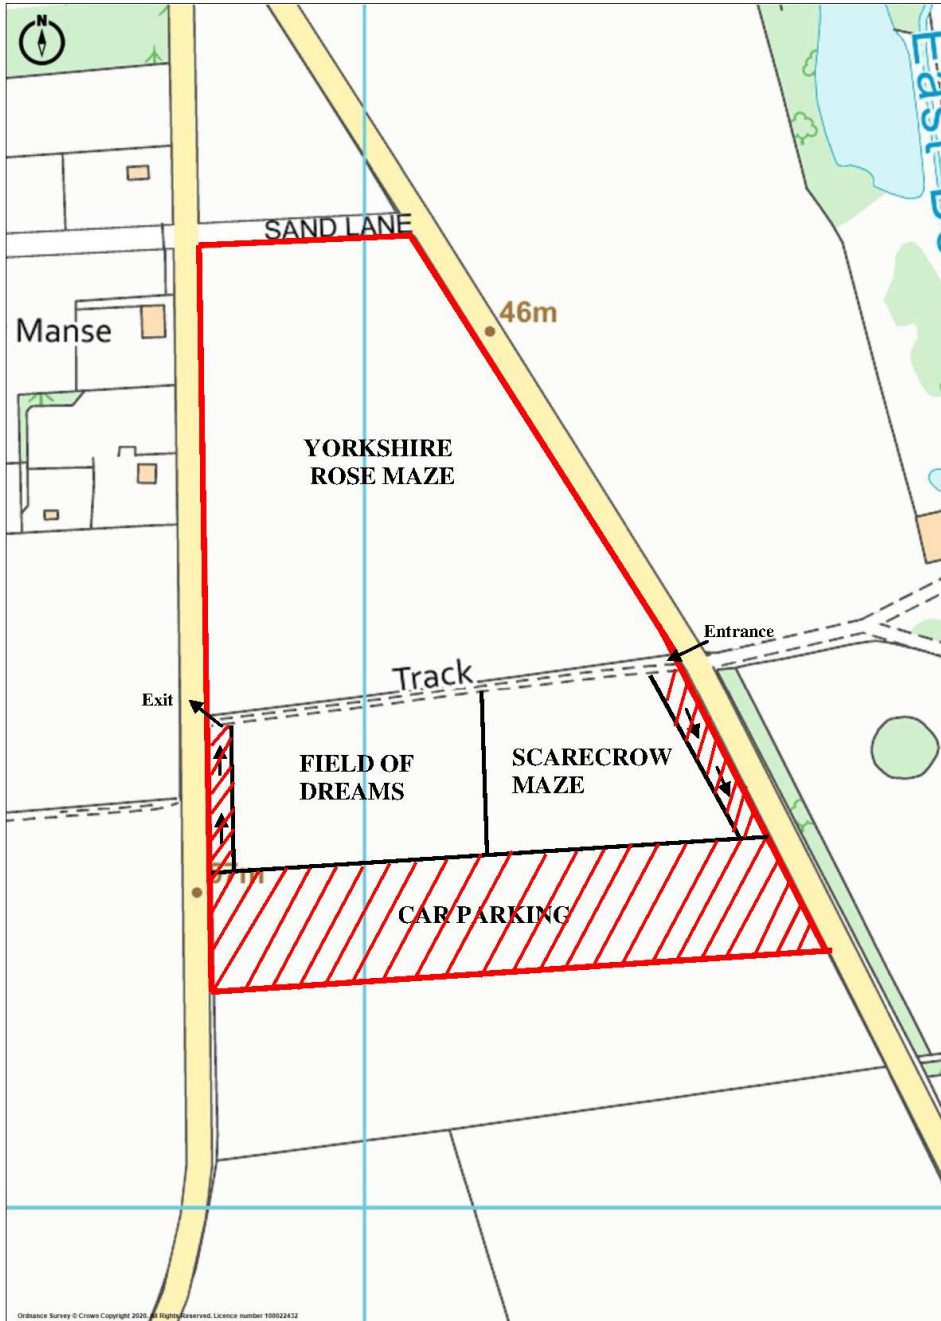 N
East
SAND LANE
46m
Manse
YORKSHIRE
ROSE MAZE
Entrance
Track
Exit
FIELD OF
DREAMS
SCARECROW
MAZE
CAR PARKING
Ordnance Survey © Crown Copyright 2020. All Rights Reserved. Licence number 100022432